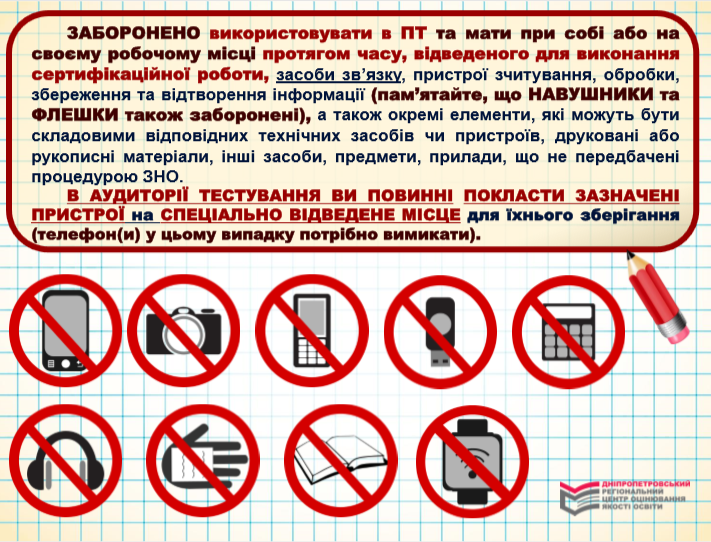 ЗАБОРОНЕНО використовувати в ПТ та мати при собі або на
своєму робочому місці протягом часу, відведеного для виконання
сертифікаційної роботи, засоби зв’язку, пристрої зчитування, обробки,
збереження та відтворення інформації (пам’ятайте, що НАВУШНИКИ та
ФЛЕШКИ також заборонені), а також окремі елементи, які можуть бути
складовими відповідних технічних засобів чи пристроїв, друковані або
рукописні матеріали, інші засоби, предмети, прилади, що не передбачені
процедурою ЗНО.
В АУДИТОРІЇ ТЕСТУВАННЯ ВИ ПОВИННІ ПОКЛАСТИ ЗАЗНАЧЕНІ
ПРИСТРОЇ на СПЕЦІАЛЬНО ВІДВЕДЕНЕ МІСЦЕ для їхнього зберігання
(телефон(и) у цьому випадку потрібно вимикати).
ДНІПРОПЕТРОВСЬКИЙ
РЕГІОНАЛЬНИЙ
ЦЕНТР ОЦІНЮВАННЯ
ЯКОСТІ ОСВІТИ